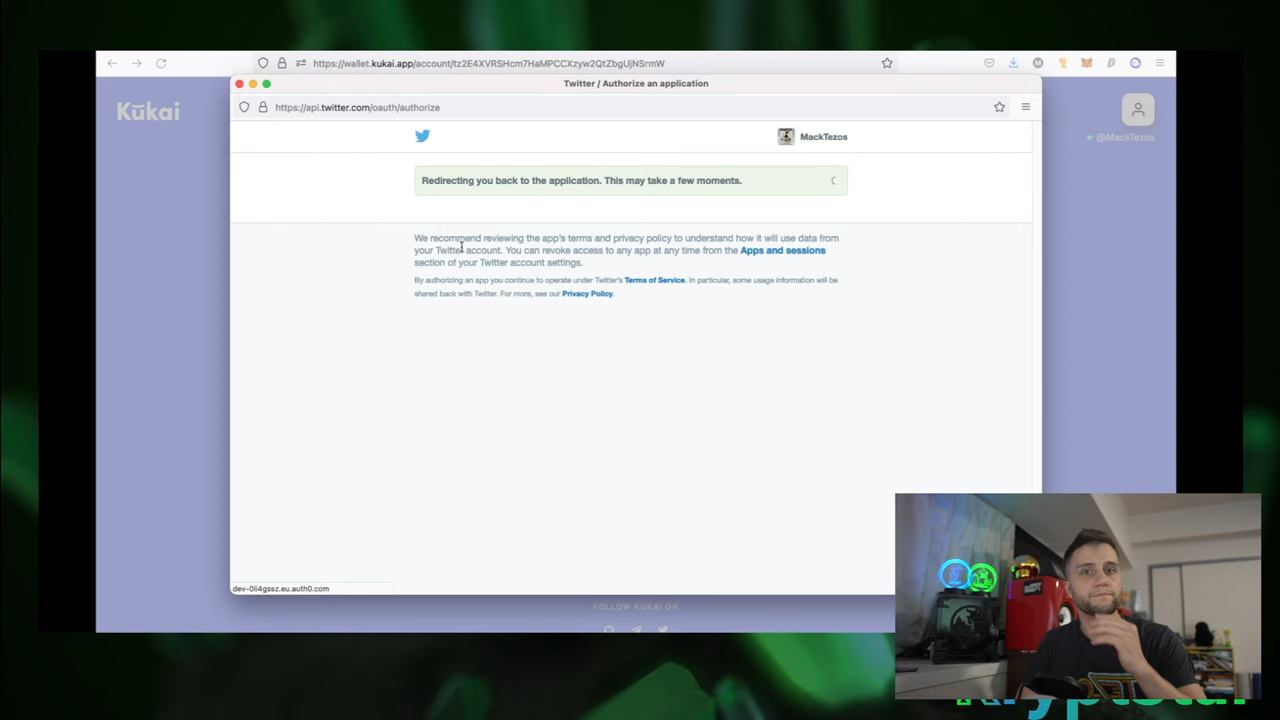 https://wallet.kukai.app/account/tz2E4XVRSHcm7HaMPCCXzyw2QtZbgUjNSrmW
Twitter / Authorize an application
https://api.twitter.com/oauth/authorize
Kūkai
MackTezos
@MackTezos
Redirecting you back to the application. This may take a few moments.
We recommend reviewing the app's terms and privacy policy to understand how it will use data from
your Twitter account. You can revoke access to any app at any time from the Apps and sessions
section of your Twitter account settings.
By authorizing an app you continue to operate under Twitter's Terms of Service. In particular, some usage information will be
shared back with Twitter. For more, see our Privacy Policy.
dev-0li4gssz.eu.auth0.com
FOLLOW KUKAI ON